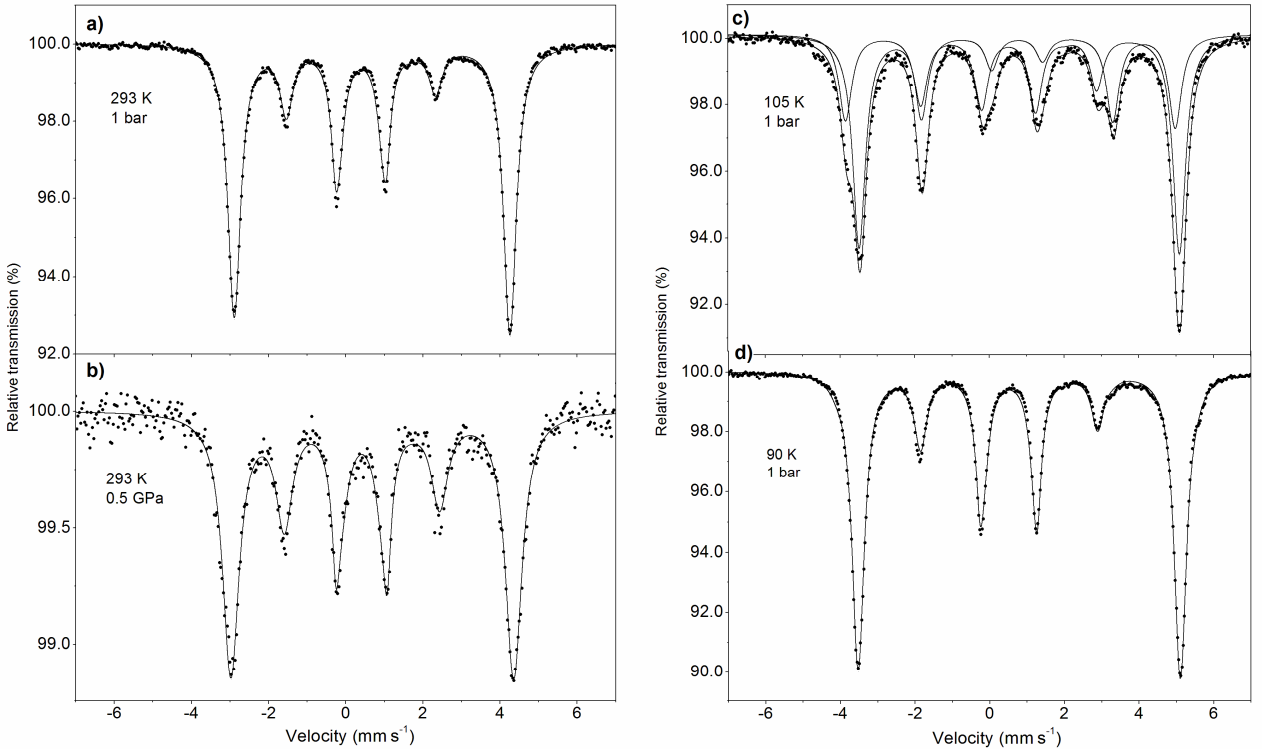 a)
100.0
98.0
96.0
94.0
92.0
293 K
1 bar
b)
100.0
99.5
99.0
293 K
0.5 GPa
-6 -4 -2 0 2 4 6
Velocity (mm s-1)
Relative transmission (%)
c)
100.0
98.0
96.0
94.0
92.0
105 K
1 bar
d)
100.0
98.0
96.0
94.0
92.0
90.0
90 K
1 bar
-6 -4 -2 0 2 4 6
Velocity (mm s-1)
Relative transmission (%)